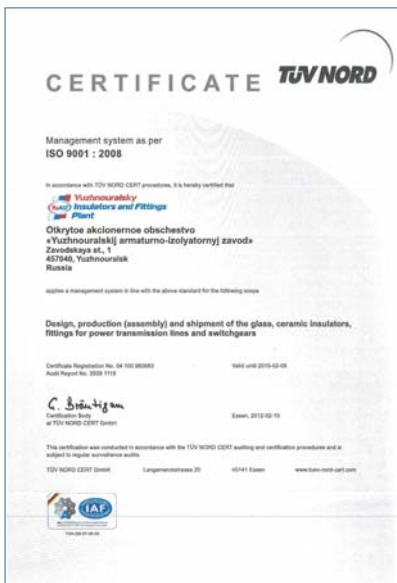 CERTIFICATE
TÜV NORD
Management system as per
ISO 9001 : 2008
In accordance with TÜV NORD CERT procedures, it is hereby certified that
Yuzhnouralsky
Insulators and Fittings
Plant
Otkrytoe akcionernoe obschestvo
«Yuzhnouralskij armaturno-izolyatornyj zavod»
Zavodskaya st., 1
457040, Yuzhnouralsk
Russia
applies a management system in line with the above standard for the following scope
Design, production (assembly) and shipment of the glass, ceramic insulators,
fittings for power transmission lines and switchgears
Certificate Registration No. 04 100
Valid until 2015-02-09
Audit Report No.
Certification Body
at TÜV NORD CERT GmbH
Essen, 2012-02-10
This certification was conducted in accordance with the TÜV NORD CERT auditing and certification procedures and is
subject to regular surveillance audits.
TÜV NORD CERT GmbH
Langemarckstrasse 20
45141 Essen
www.tuev-nord-cert.com
IAF